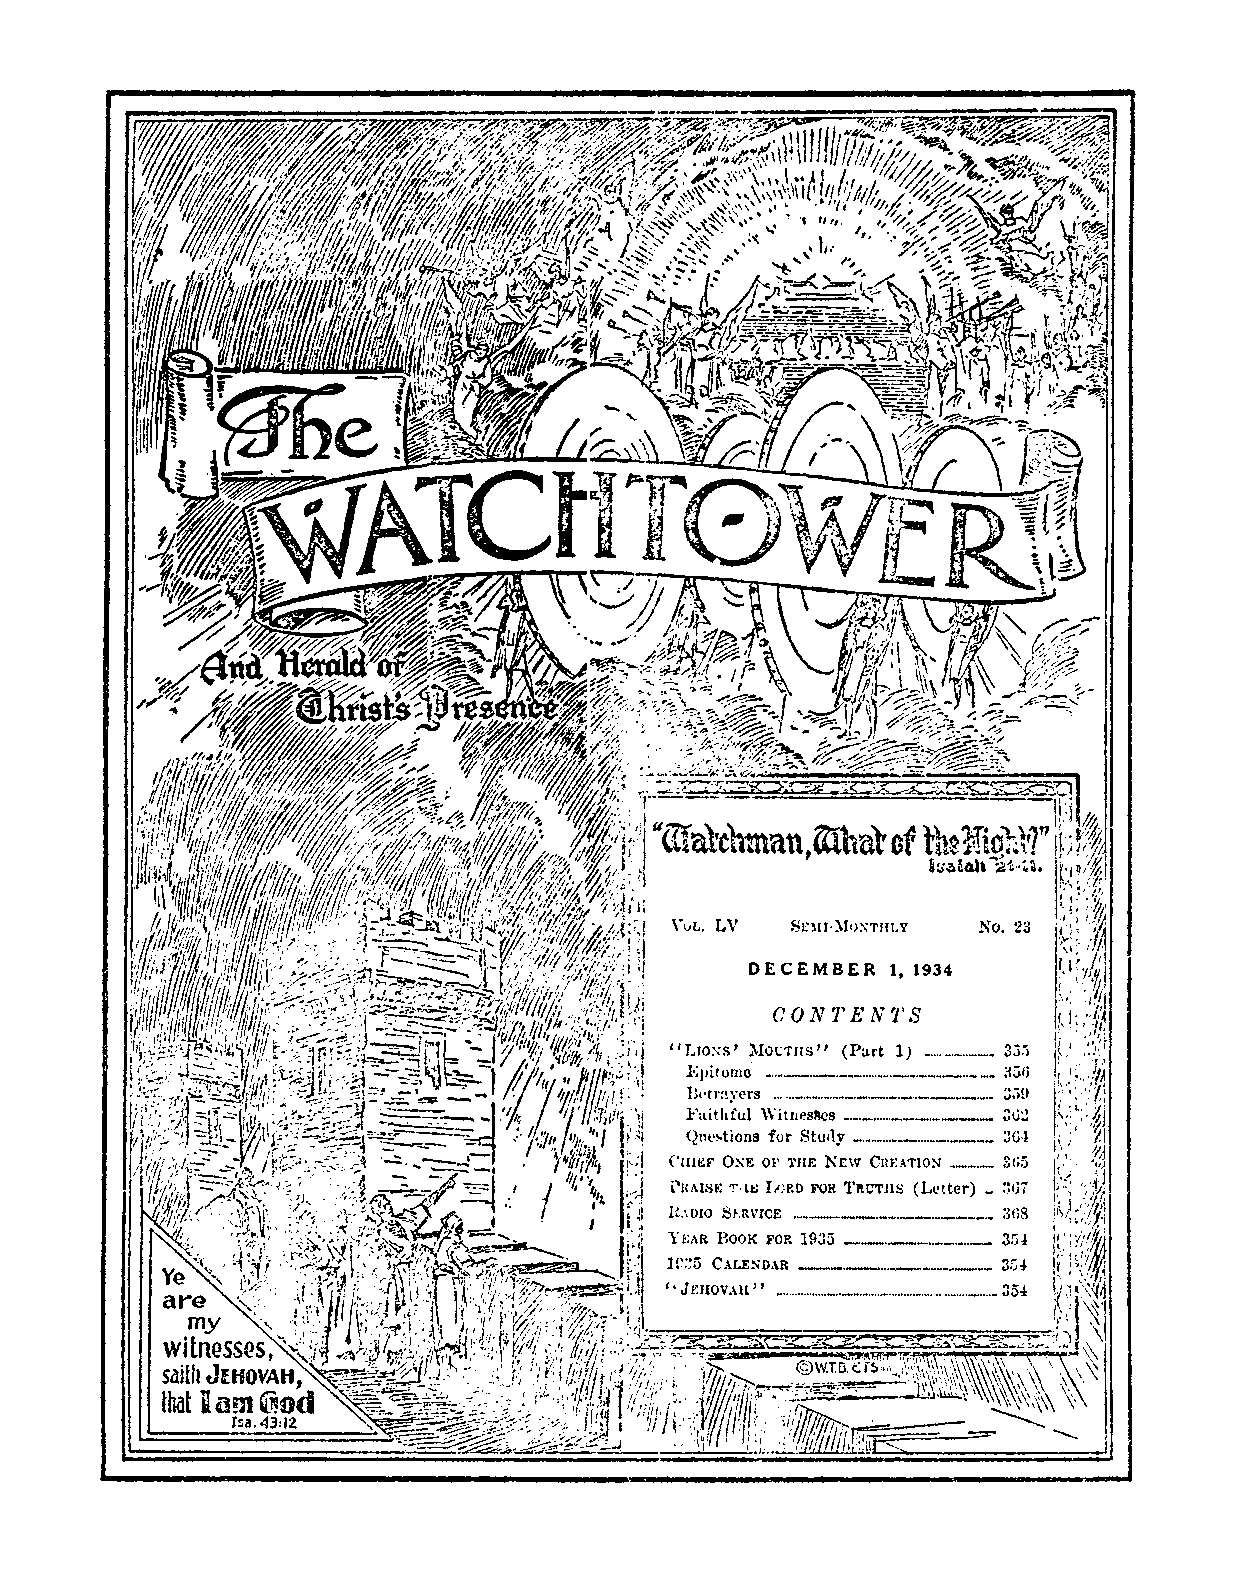 The
WATCHTOWER
And Herald of
Christ's Presence
"Watchman, What of the Night?"
Isaiah 21:11.
VOL. LV SEMI-MONTHLY No. 23
DECEMBER 1, 1934
CONTENTS
"LIONS' MOUTHS" (Part 1) 355
Epitome 356
Betrayers 359
Faithful Witnesses 362
Questions for Study 364
CHIEF ONE OF THE NEW CREATION 365
PRAISE THE LORD FOR TRUTHS (Letter) 367
RADIO SERVICE 368
YEAR BOOK FOR 1935 354
1935 CALENDAR 354
"JEHOVAH" 354
Ye
are
my
witnesses,
saith JEHOVAH,
that I am God
Isa. 43:12
©W.T.B.&T.S.